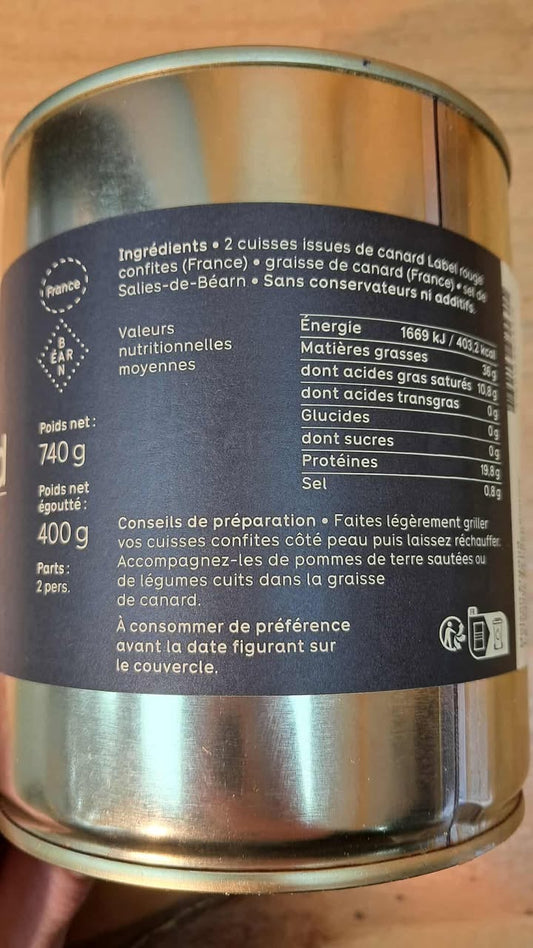 Ingrédients • 2 cuisses issues de canard Label rouge
confites (France) • graisse de canard (France) • sel de
Salies-de-Béarn • Sans conservateurs ni additifs.
France
BÉARN
Valeurs
nutritionnelles
moyennes
Énergie 1669 kJ / 403,2 kcal
Matières grasses 36g
dont acides gras saturés 10,8g
dont acides transgras 0g
Glucides 0g
dont sucres 0g
Protéines 19,8g
Sel 0,8g
Poids net :
740 g
Poids net
égoutté :
400 g
Parts :
2 pers.
Conseils de préparation • Faites légèrement griller
vos cuisses confites côté peau puis laissez réchauffer.
Accompagnez-les de pommes de terre sautées ou
de légumes cuits dans la graisse
de canard.
À consommer de préférence
avant la date figurant sur
le couvercle.
FR